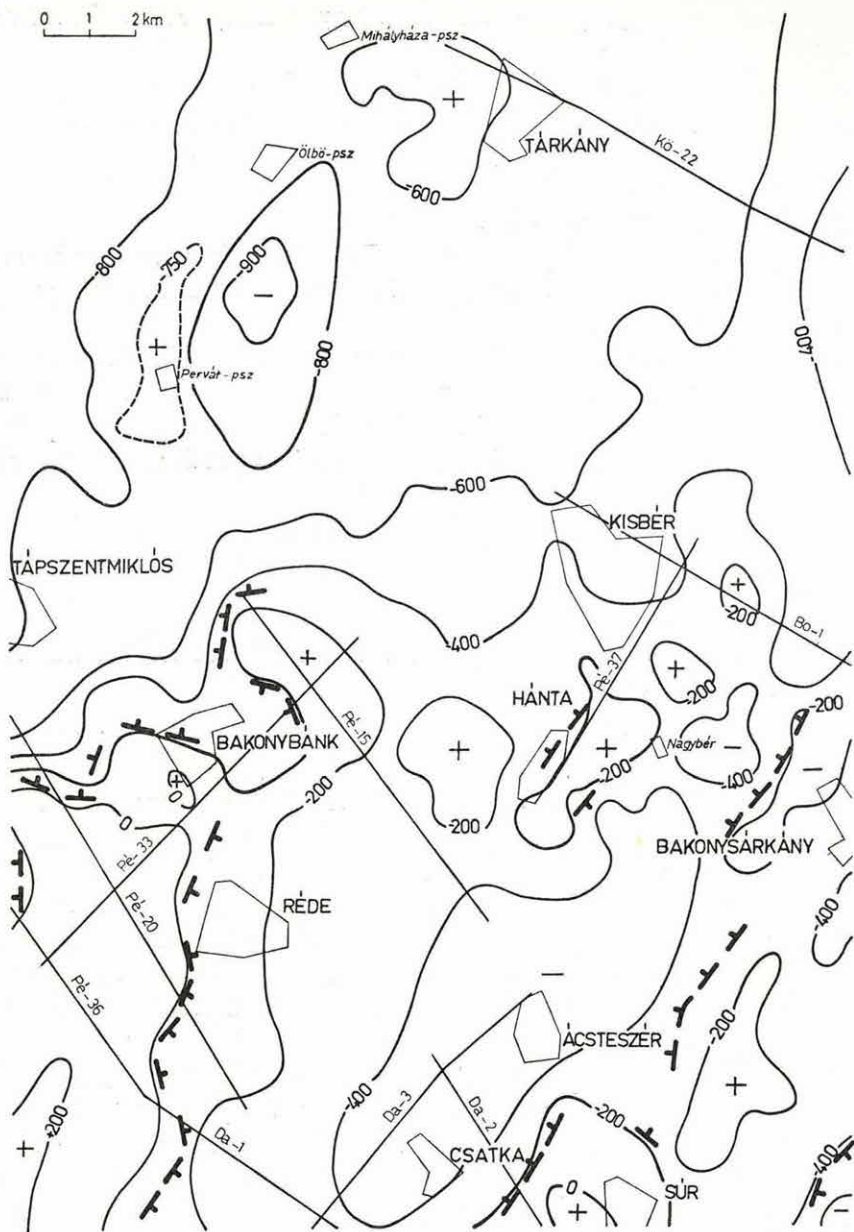 0 1 2 km
Mihályháza-psz
+
TÁRKÁNY
Kö-22
Ölbö-psz
-600
-800
-750
-900
-
+
-800
-400
Pervát-psz
-600
KISBÉR
TÁPSZENTMIKLÓS
+
-200
Bo-1
-400
+
HÁNTA
Pé-37
+
-200
-200
BAKONYBÁNK
Pé-15
+
+
Nagybér
-
-
+
0
-200
-200
-400
-200
0
Pé-33
BAKONYSÁRKÁNY
Pé-20
RÉDE
-400
Pé-36
-
-200
ÁCSTESZÉR
+
+200
-400
Da-3
Da-2
-200
+
Da-1
CSATKA
-400
0
SÚR
+
-